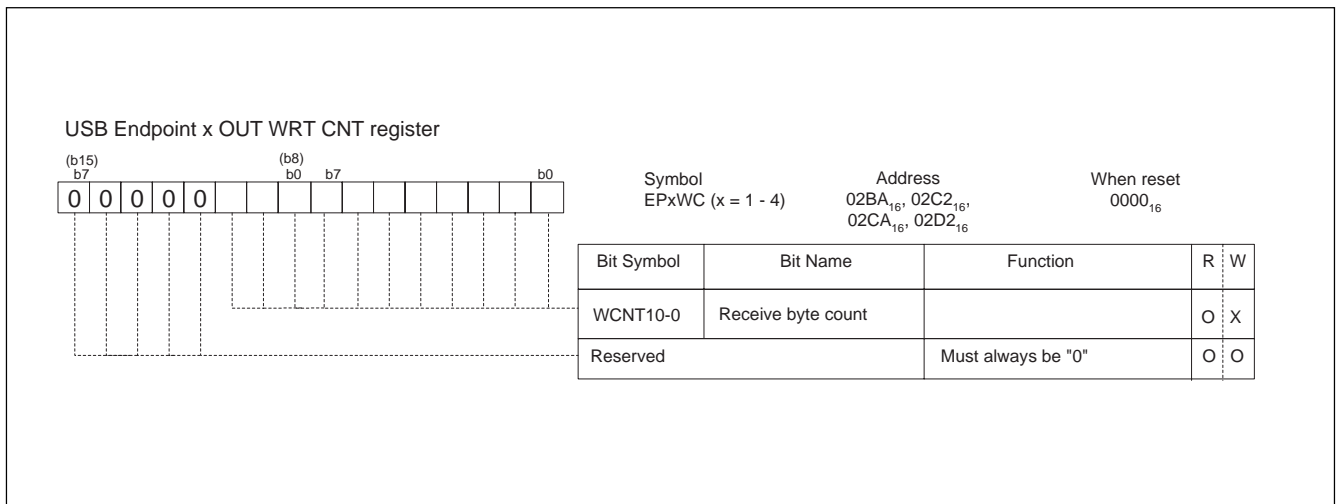 USB Endpoint x OUT WRT CNT register
(b15) (b8)
b7 b0 b7 b0
0 0 0 0 0
Symbol Address When reset
EPxWC (x = 1 - 4) 02BA16, 02C216, 000016
02CA16, 02D216
Bit Symbol Bit Name Function R W
WCNT10-0 Receive byte count O X
Reserved Must always be "0" O O